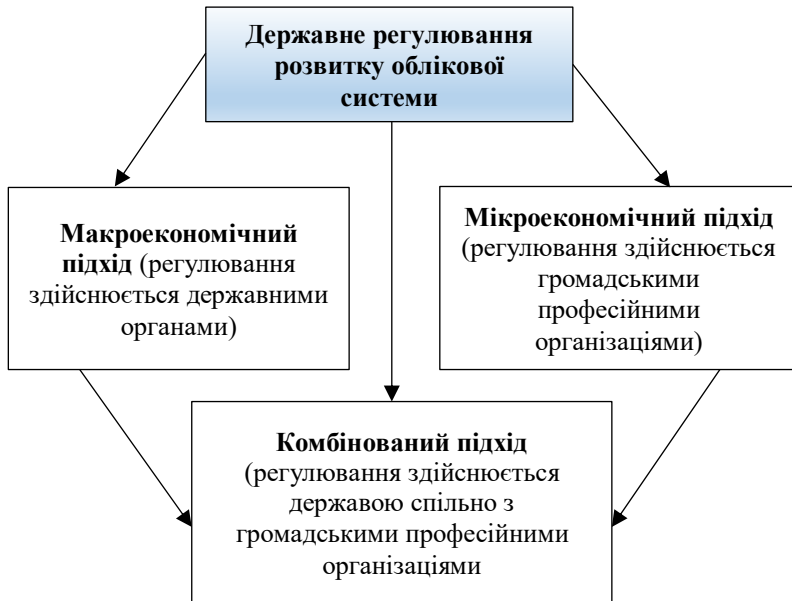 Державне регулювання
розвитку облікової
системи
Макроекономічний
підхід (регулювання
здійснюється державними
органами)
Мікроекономічний підхід
(регулювання здійснюється
громадськими
професійними
організаціями)
Комбінований підхід
(регулювання здійснюється
державою спільно з
громадськими професійними
організаціями